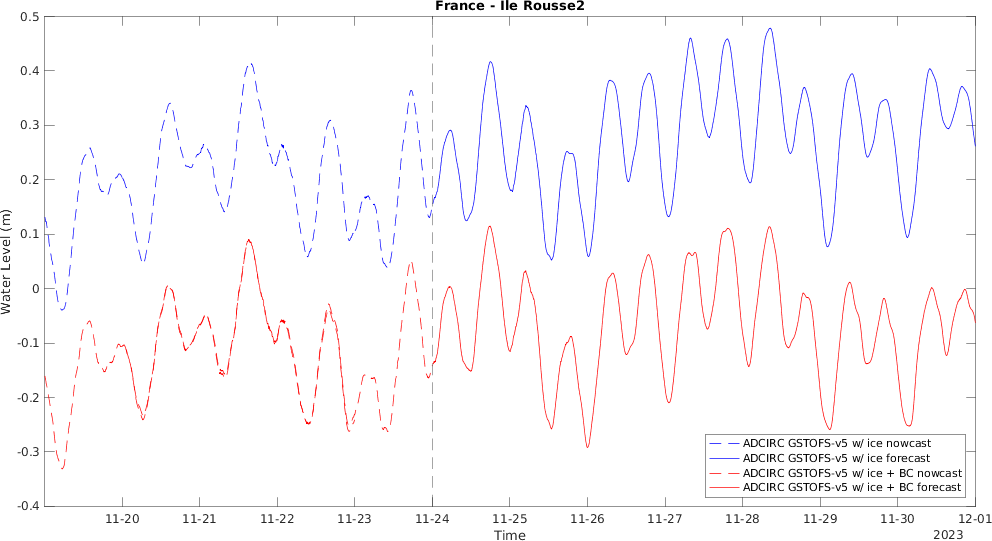 France - Ile Rousse2
0.5
0.4
0.3
0.2
0.1
0
-0.1
-0.2
-0.3
-0.4
Water Level (m)
ADCIRC GSTOFS-v5 w/ ice nowcast
ADCIRC GSTOFS-v5 w/ ice forecast
ADCIRC GSTOFS-v5 w/ ice + BC nowcast
ADCIRC GSTOFS-v5 w/ ice + BC forecast
11-20 11-21 11-22 11-23 11-24 11-25 11-26 11-27 11-28 11-29 11-30 12-01
Time 2023